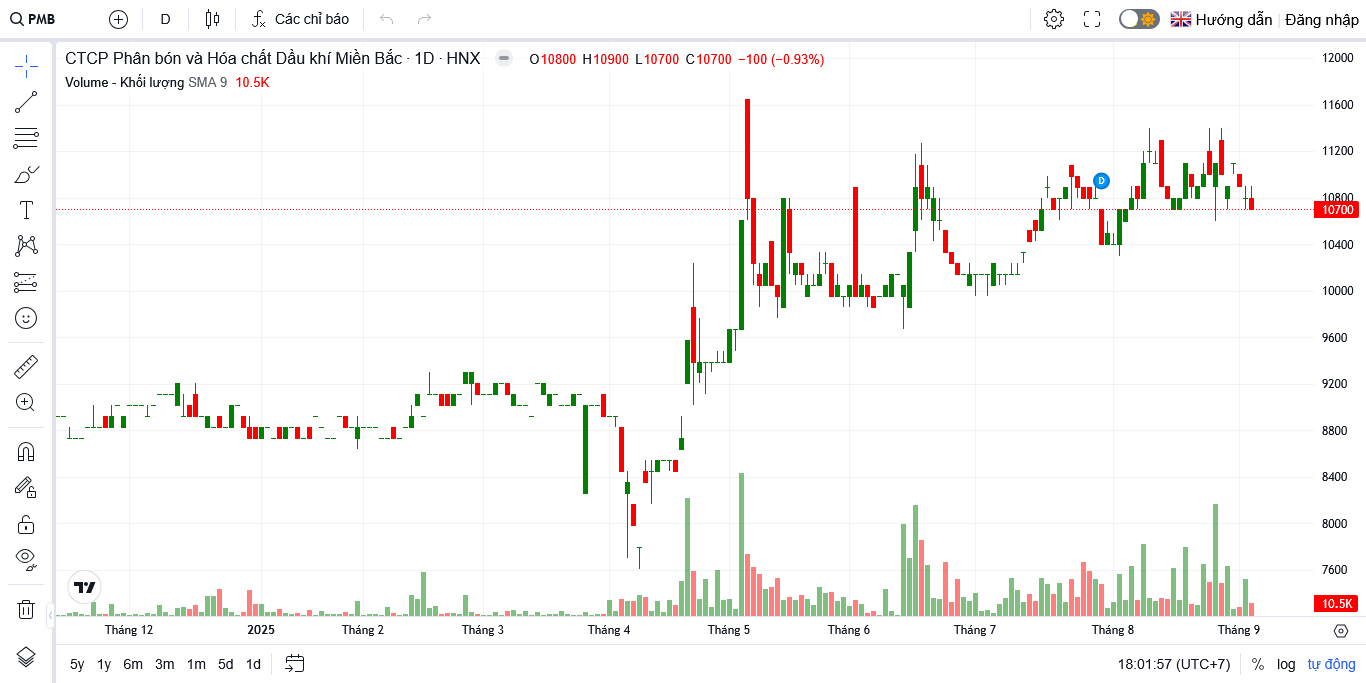 PMB D Các chỉ báo Hướng dẫn Đăng nhập
CTCP Phân bón và Hóa chất Dầu khí Miền Bắc · 1D · HNX O10800 H10900 L10700 C10700 −100 (−0.93%)
Volume - Khối lượng SMA 9 10.5K
12000
11600
11200
D
10800
10700
10400
10000
9600
9200
8800
8400
8000
7600
10.5K
Tháng 12 2025 Tháng 2 Tháng 3 Tháng 4 Tháng 5 Tháng 6 Tháng 7 Tháng 8 Tháng 9
5y 1y 6m 3m 1m 5d 1d 18:01:57 (UTC+7) % log tự động